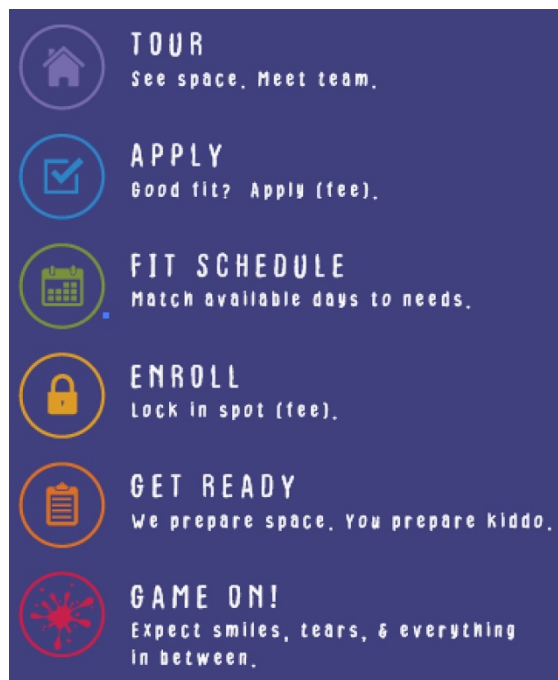 TOUR
See space. Meet team.
APPLY
Good fit?  Apply (fee).
FIT SCHEDULE
Match available days to needs.
ENROLL
Lock in spot (fee).
GET READY
We prepare space. You prepare kiddo.
GAME ON!
Expect smiles, tears, & everything
in between.